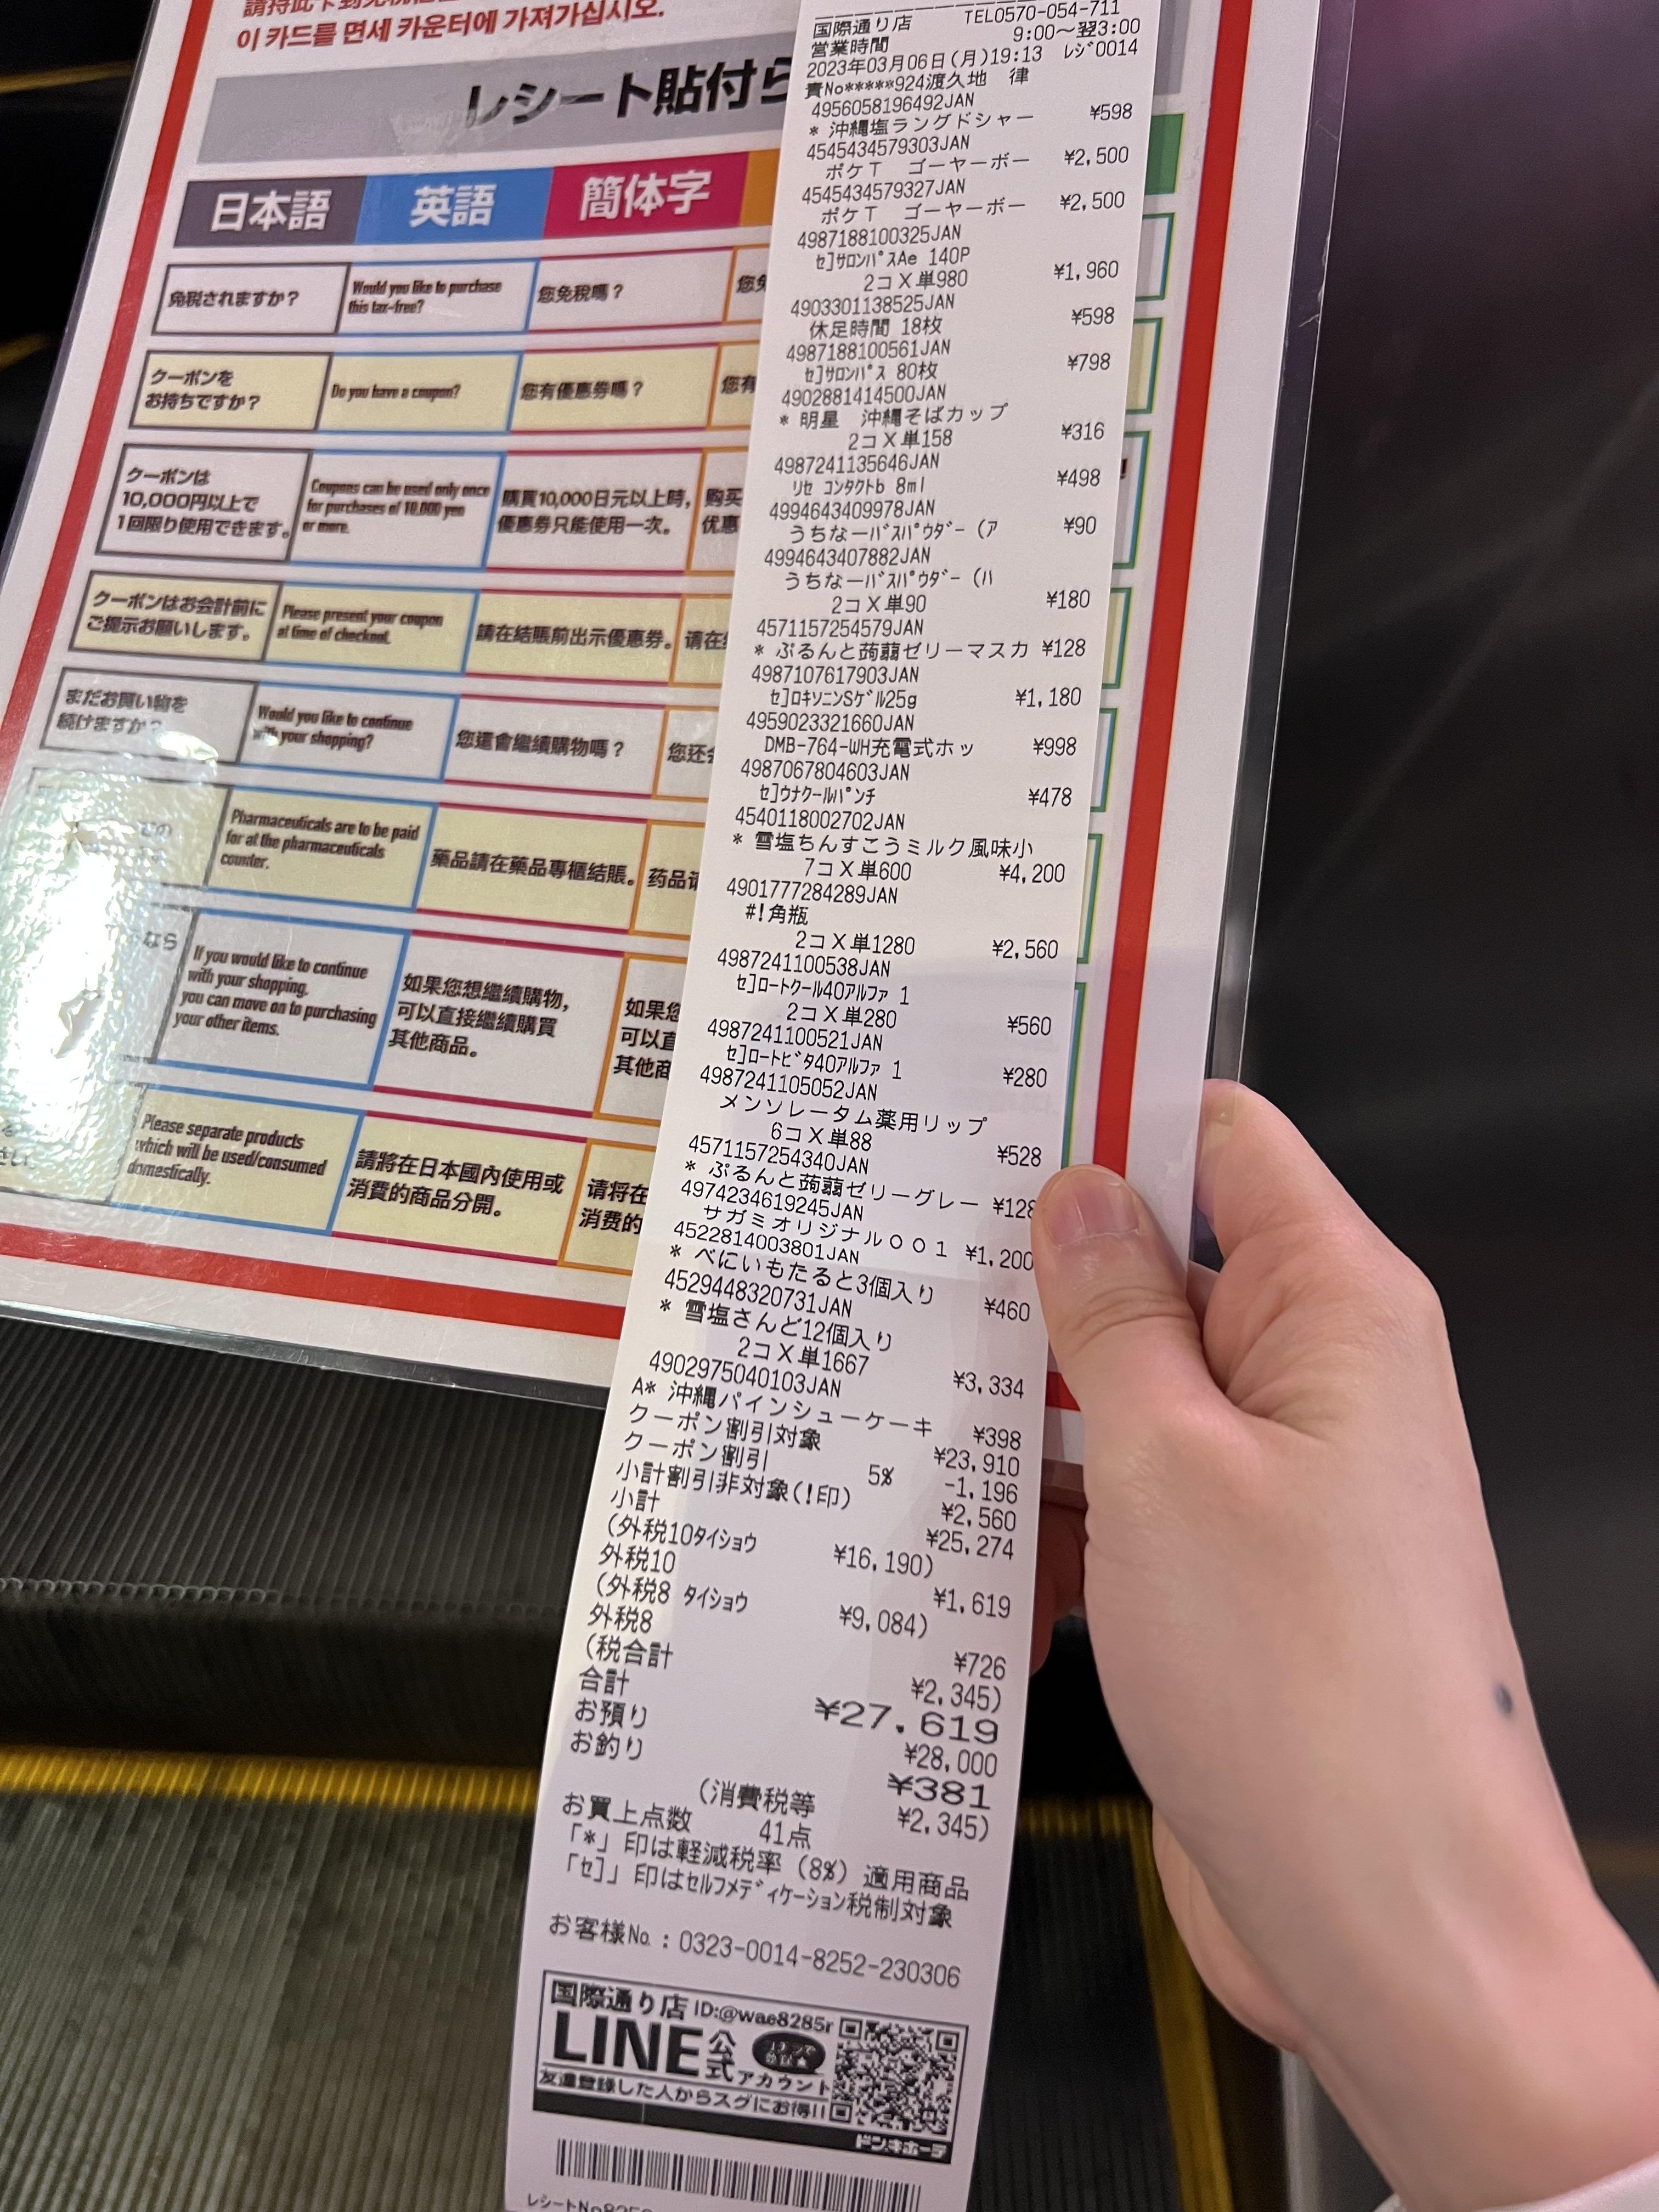 請持此卡到免税
이 카드를 면세 카운터에 가져가십시오.
レシート貼付
日本語 英語 簡体字
免税されますか？ Would you like to purchase this tax-free? 您免税嗎？
クーポンをお持ちですか？ Do you have a coupon? 您有優惠券嗎？ 您有
クーポンは10,000円以上で1回限り使用できます。 Coupons can be used only once for purchases of 10,000 yen or more. 購買10,000日元以上時，優惠券只能使用一次。 购买 优惠
クーポンはお会計前にご提示お願いします。 Please present your coupon at time of checkout. 請在結賬前出示優惠券。 请在
まだお買い物を続けますか？ Would you like to continue with your shopping? 您還會繼續購物嗎？ 您还会
Pharmaceuticals are to be paid for at the pharmaceuticals counter. 藥品請在藥品專櫃結賬。 药品请
なら If you would like to continue with your shopping, you can move on to purchasing your other items. 如果您想繼續購物，可以直接繼續購買其他商品。 如果您 可以直 其他商
Please separate products which will be used/consumed domestically. 請將在日本國內使用或消費的商品分開。 请将在 消费的
国際通り店 TEL0570-054-711
営業時間 9:00～翌3:00
2023年03月06日(月)19:13 ﾚｼﾞ0014
責No*****924渡久地 律
4956058196492JAN
* 沖縄塩ラングドシャー ¥598
4545434579303JAN
ポケT ゴーヤーボー ¥2,500
4545434579327JAN
ポケT ゴーヤーボー ¥2,500
4987188100325JAN
ｾ]ｻﾛﾝﾊﾟｽAe 140P
2コX単980 ¥1,960
4903301138525JAN
休足時間 18枚 ¥598
4987188100561JAN
ｾ]ｻﾛﾝﾊﾟｽ 80枚 ¥798
4902881414500JAN
* 明星 沖縄そばカップ
2コX単158 ¥316
4987241135646JAN
ﾘｾ ｺﾝﾀｸﾄb 8ml ¥498
4994643409978JAN
うちなーﾊﾞｽﾊﾟｳﾀﾞｰ (ア ¥90
4994643407882JAN
うちなーﾊﾞｽﾊﾟｳﾀﾞｰ (ハ
2コX単90 ¥180
4571157254579JAN
* ぷるんと蒟蒻ゼリーマスカ ¥128
4987107617903JAN
ｾ]ﾛｷｿﾆﾝSｹﾞﾙ25g ¥1,180
4959023321660JAN
DMB-764-WH充電式ホッ ¥998
4987067804603JAN
ｾ]ｳﾅｸｰﾙﾊﾟﾝﾁ ¥478
4540118002702JAN
* 雪塩ちんすこうミルク風味小
7コX単600 ¥4,200
4901777284289JAN
#!角瓶
2コX単1280 ¥2,560
4987241100538JAN
ｾ]ﾛｰﾄｸｰﾙ40ｱﾙﾌｧ 1
2コX単280 ¥560
4987241100521JAN
ｾ]ﾛｰﾄﾋﾞﾀ40ｱﾙﾌｧ 1 ¥280
4987241105052JAN
メンソレータム薬用リップ
6コX単88 ¥528
4571157254340JAN
* ぷるんと蒟蒻ゼリーグレー ¥128
4974234619245JAN
サガミオリジナル００１ ¥1,200
4522814003801JAN
* べにいもたると3個入り ¥460
4529448320731JAN
* 雪塩さんど12個入り
2コX単1667 ¥3,334
4902975040103JAN
A* 沖縄パインシューケーキ ¥398
クーポン割引対象 ¥23,910
クーポン割引 5% -1,196
小計割引非対象(!印) ¥2,560
小計 ¥25,274
(外税10ﾀｲｼｮｳ ¥16,190)
外税10 ¥1,619
(外税8 ﾀｲｼｮｳ ¥9,084)
外税8 ¥726
(税合計 ¥2,345)
合計 ¥27,619
お預り ¥28,000
お釣り ¥381
(消費税等 ¥2,345)
お買上点数 41点
「*」印は軽減税率 (8%) 適用商品
「ｾ]」印はｾﾙﾌﾒﾃﾞｨｹｰｼｮﾝ税制対象
お客様No.：0323-0014-8252-230306
国際通り店 ID:@wae8285r
LINE公式アカウント
友達登録した人からスグにお得!!
ドン.キホーテ